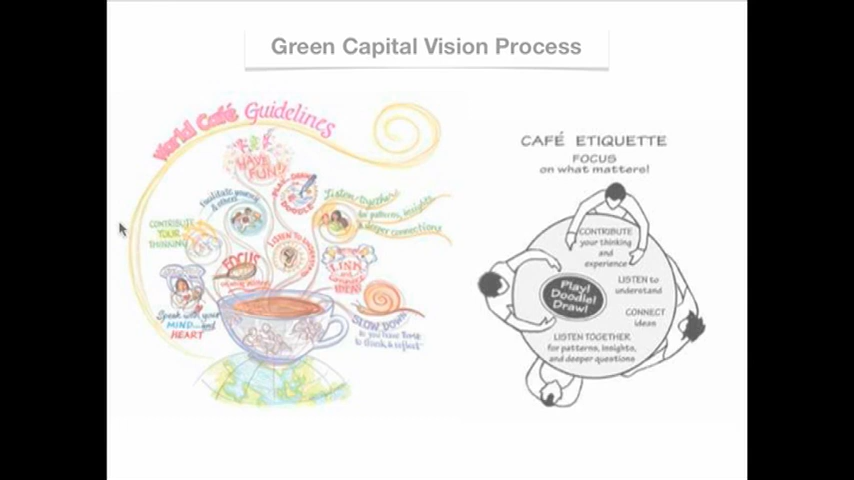 Green Capital Vision Process
World Café Guidelines
HAVE
FUN!
PLAY, DRAW
DOODLE
Facilitate yourself
& others
Listen Together
for patterns, insights
& deeper connections
CONTRIBUTE
YOUR
THINKING
LISTEN TO UNDERSTAND
FOCUS
LINK
and
Connect
IDEAS
Speak with your
MIND and
HEART
SLOW DOWN
so you have time
to think & reflect
CAFÉ ETIQUETTE
FOCUS
on what matters!
CONTRIBUTE
your thinking
and
experience
LISTEN to
understand
Play!
Doodle!
Draw!
CONNECT
ideas
LISTEN TOGETHER
for patterns, insights,
and deeper questions